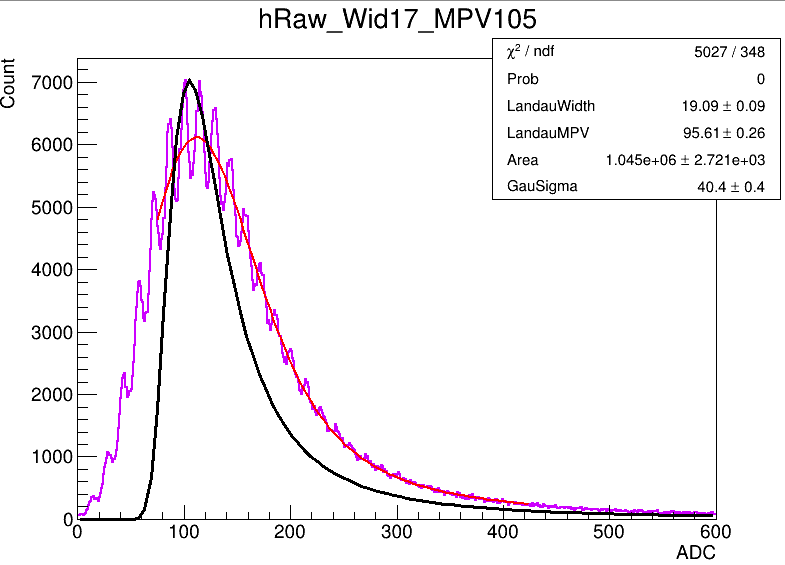 hRaw_Wid17_MPV105
χ² / ndf 5027 / 348
Prob 0
LandauWidth 19.09 ± 0.09
LandauMPV 95.61 ± 0.26
Area 1.045e+06 ± 2.721e+03
GauSigma 40.4 ± 0.4
Count
7000
6000
5000
4000
3000
2000
1000
0
0 100 200 300 400 500 600
ADC